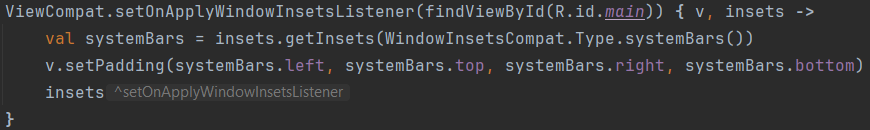 ViewCompat.setOnApplyWindowInsetsListener(findViewById(R.id.main)) { v, insets ->
    val systemBars = insets.getInsets(WindowInsetsCompat.Type.systemBars())
    v.setPadding(systemBars.left, systemBars.top, systemBars.right, systemBars.bottom)
    insets ^setOnApplyWindowInsetsListener
}